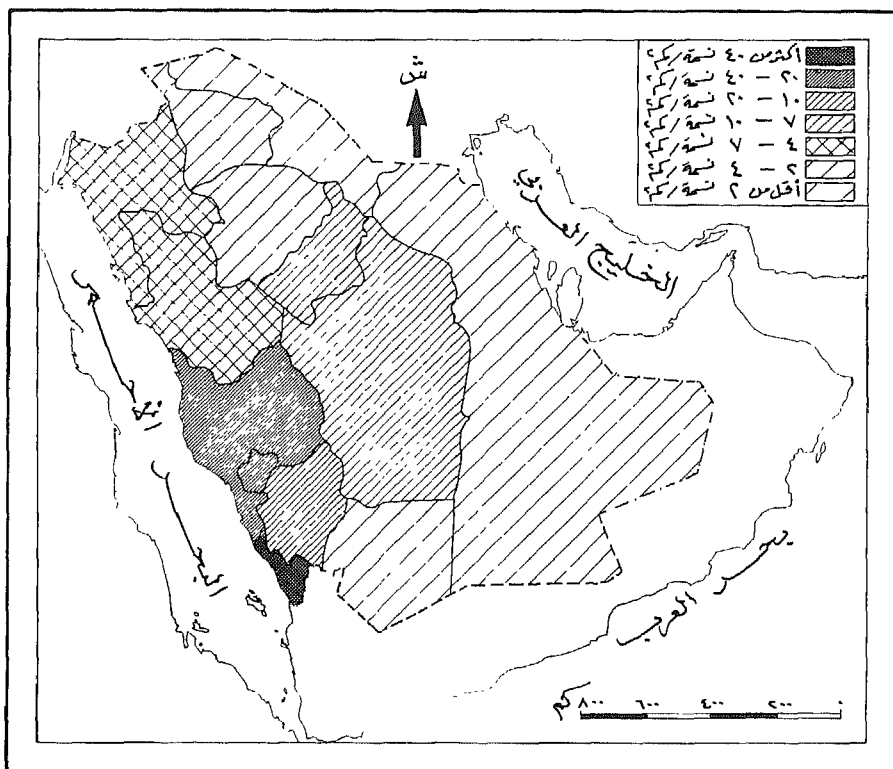 أكثر من ٤٠ نسمة/كم٢
٢٠ – ٤٠ نسمة/كم٢
١٠ – ٢٠ نسمة/كم٢
٧ – ١٠ نسمة/كم٢
٤ – ٧ نسمة/كم٢
٢ – ٤ نسمة/كم٢
أقل من ٢ نسمة/كم٢
ش
الخليج العربي
البحر الأحمر
بحر العرب
كم ٨٠٠ ٦٠٠ ٤٠٠ ٢٠٠ ٠